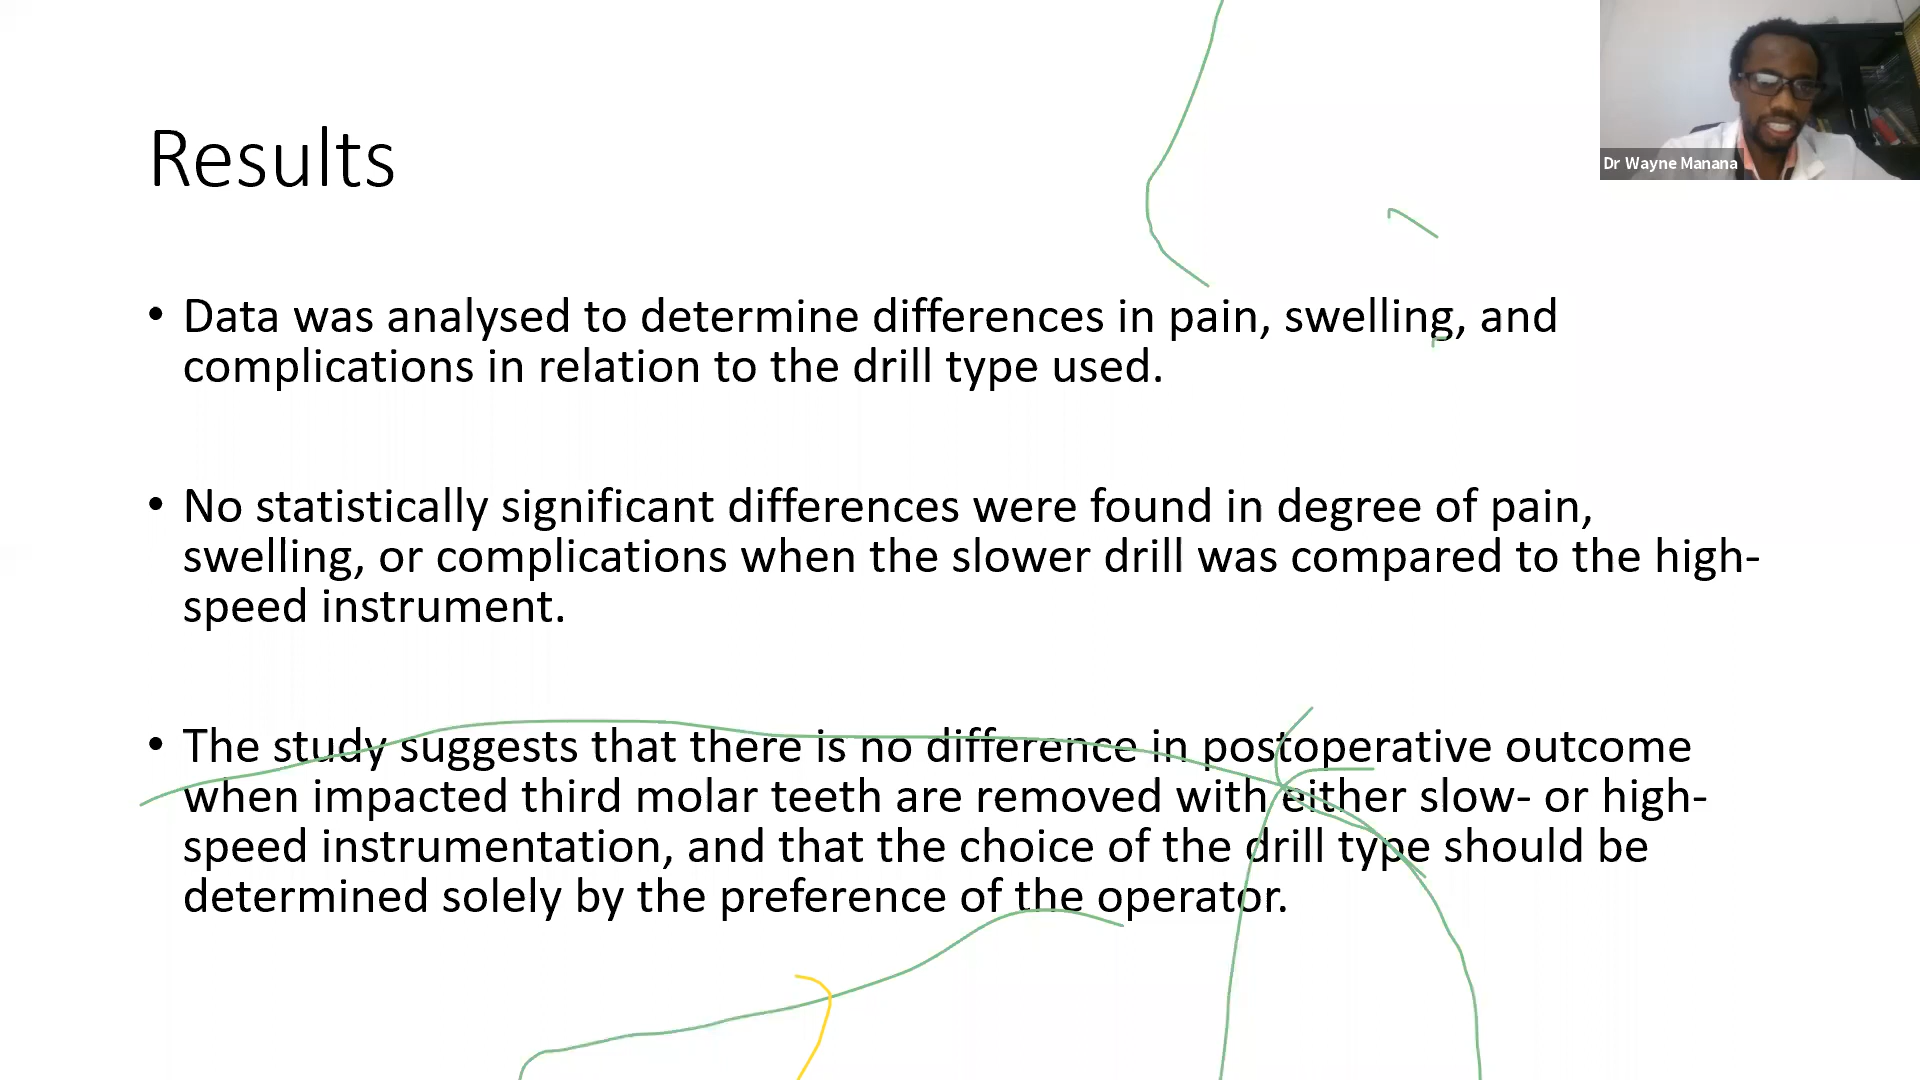 Results
Dr Wayne Manana
• Data was analysed to determine differences in pain, swelling, and
complications in relation to the drill type used.
• No statistically significant differences were found in degree of pain,
swelling, or complications when the slower drill was compared to the high-
speed instrument.
• The study suggests that there is no difference in postoperative outcome
when impacted third molar teeth are removed with either slow- or high-
speed instrumentation, and that the choice of the drill type should be
determined solely by the preference of the operator.